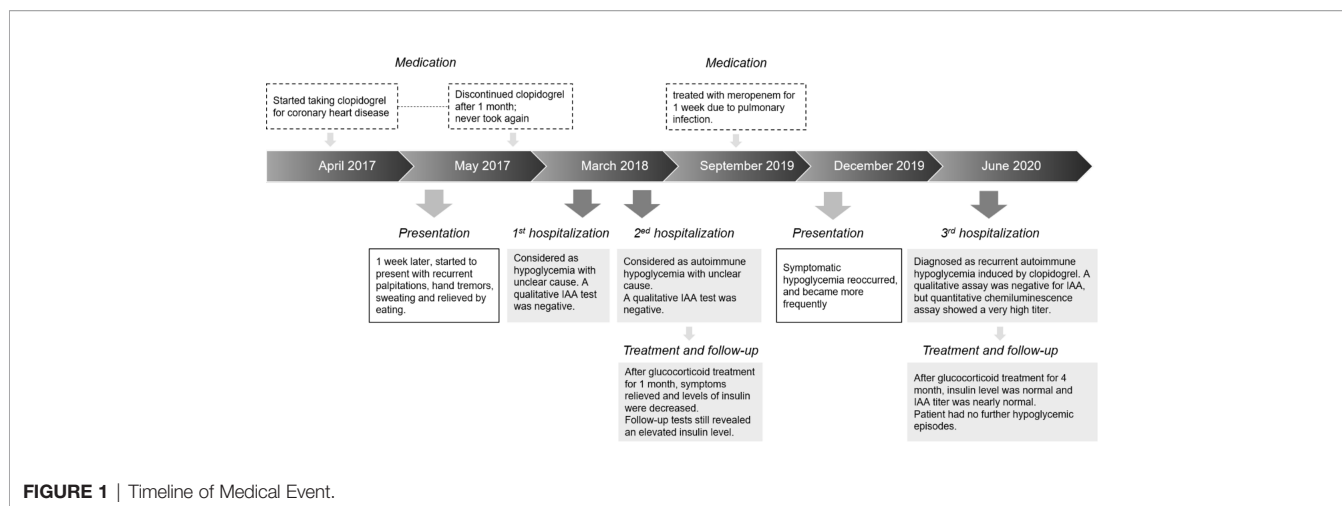 Medication
Medication
Started taking clopidogrel
for coronary heart disease
Discontinued clopidogrel
after 1 month;
never took again
treated with meropenem for
1 week due to pulmonary
infection.
April 2017
May 2017
March 2018
September 2019
December 2019
June 2020
Presentation
1 week later, started to
present with recurrent
palpitations, hand tremors,
sweating and relieved by
eating.
1st hospitalization
Considered as
hypoglycemia with
unclear cause. A
qualitative IAA test
was negative.
2ed hospitalization
Considered as autoimmune
hypoglycemia with unclear
cause.
A qualitative IAA test was
negative.
Presentation
Symptomatic
hypoglycemia reoccurred,
and became more
frequently
3rd hospitalization
Diagnosed as recurrent autoimmune
hypoglycemia induced by clopidogrel. A
qualitative assay was negative for IAA,
but quantitative chemiluminescence
assay showed a very high titer.
Treatment and follow-up
After glucocorticoid treatment
for 1 month, symptoms
relieved and levels of insulin
were decreased.
Follow-up tests still revealed
an elevated insulin level.
Treatment and follow-up
After glucocorticoid treatment for 4
month, insulin level was normal and
IAA titer was nearly normal.
Patient had no further hypoglycemic
episodes.
FIGURE 1 | Timeline of Medical Event.